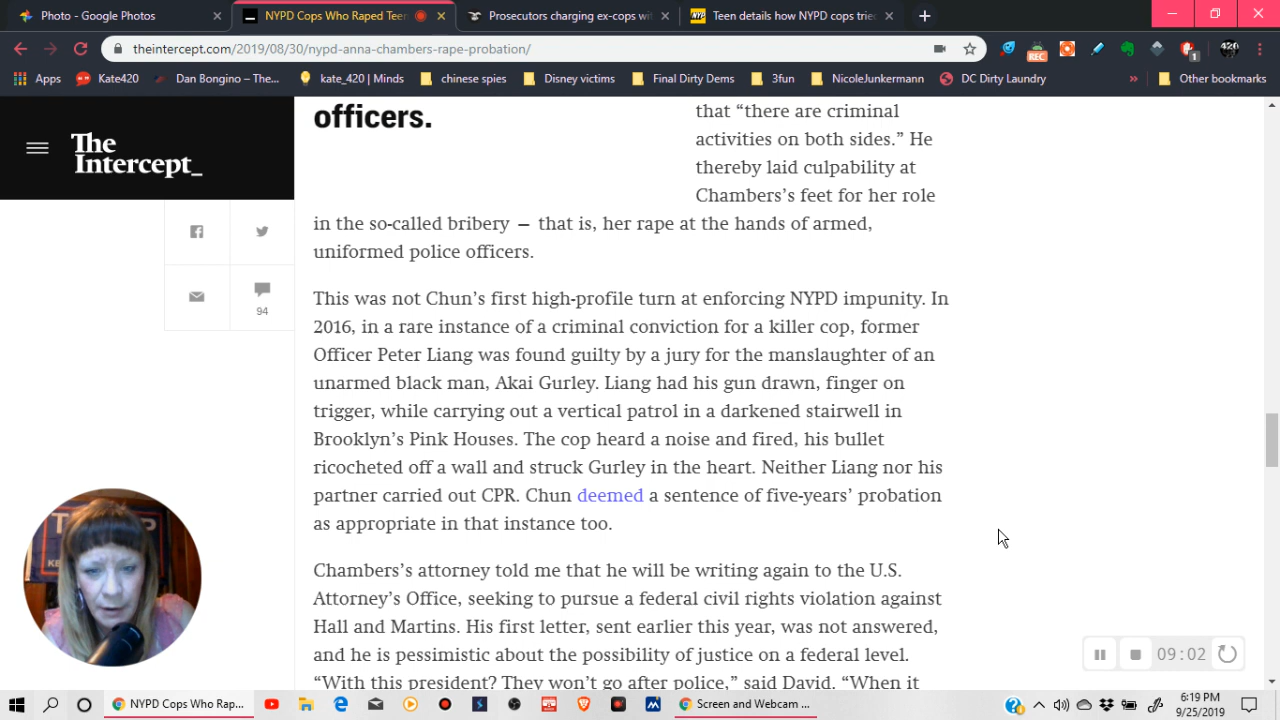 Photo - Google Photos
NYPD Cops Who Raped Teen
Prosecutors charging ex-cops with
Teen details how NYPD cops tried
theintercept.com/2019/08/30/nypd-anna-chambers-rape-probation/
REC
1
420
Apps
Kate420
Dan Bongino – The...
kate_420 | Minds
chinese spies
Disney victims
Final Dirty Dems
3fun
NicoleJunkermann
DC Dirty Laundry
»
Other bookmarks
The
Intercept_
94
officers.
that “there are criminal
activities on both sides.” He
thereby laid culpability at
Chambers’s feet for her role
in the so-called bribery — that is, her rape at the hands of armed,
uniformed police officers.
This was not Chun’s first high-profile turn at enforcing NYPD impunity. In
2016, in a rare instance of a criminal conviction for a killer cop, former
Officer Peter Liang was found guilty by a jury for the manslaughter of an
unarmed black man, Akai Gurley. Liang had his gun drawn, finger on
trigger, while carrying out a vertical patrol in a darkened stairwell in
Brooklyn’s Pink Houses. The cop heard a noise and fired, his bullet
ricocheted off a wall and struck Gurley in the heart. Neither Liang nor his
partner carried out CPR. Chun deemed a sentence of five-years’ probation
as appropriate in that instance too.
Chambers’s attorney told me that he will be writing again to the U.S.
Attorney’s Office, seeking to pursue a federal civil rights violation against
Hall and Martins. His first letter, sent earlier this year, was not answered,
and he is pessimistic about the possibility of justice on a federal level.
“With this president? They won’t go after police,” said David. “When it
09:02
NYPD Cops Who Rap...
Screen and Webcam ...
6:19 PM
9/25/2019